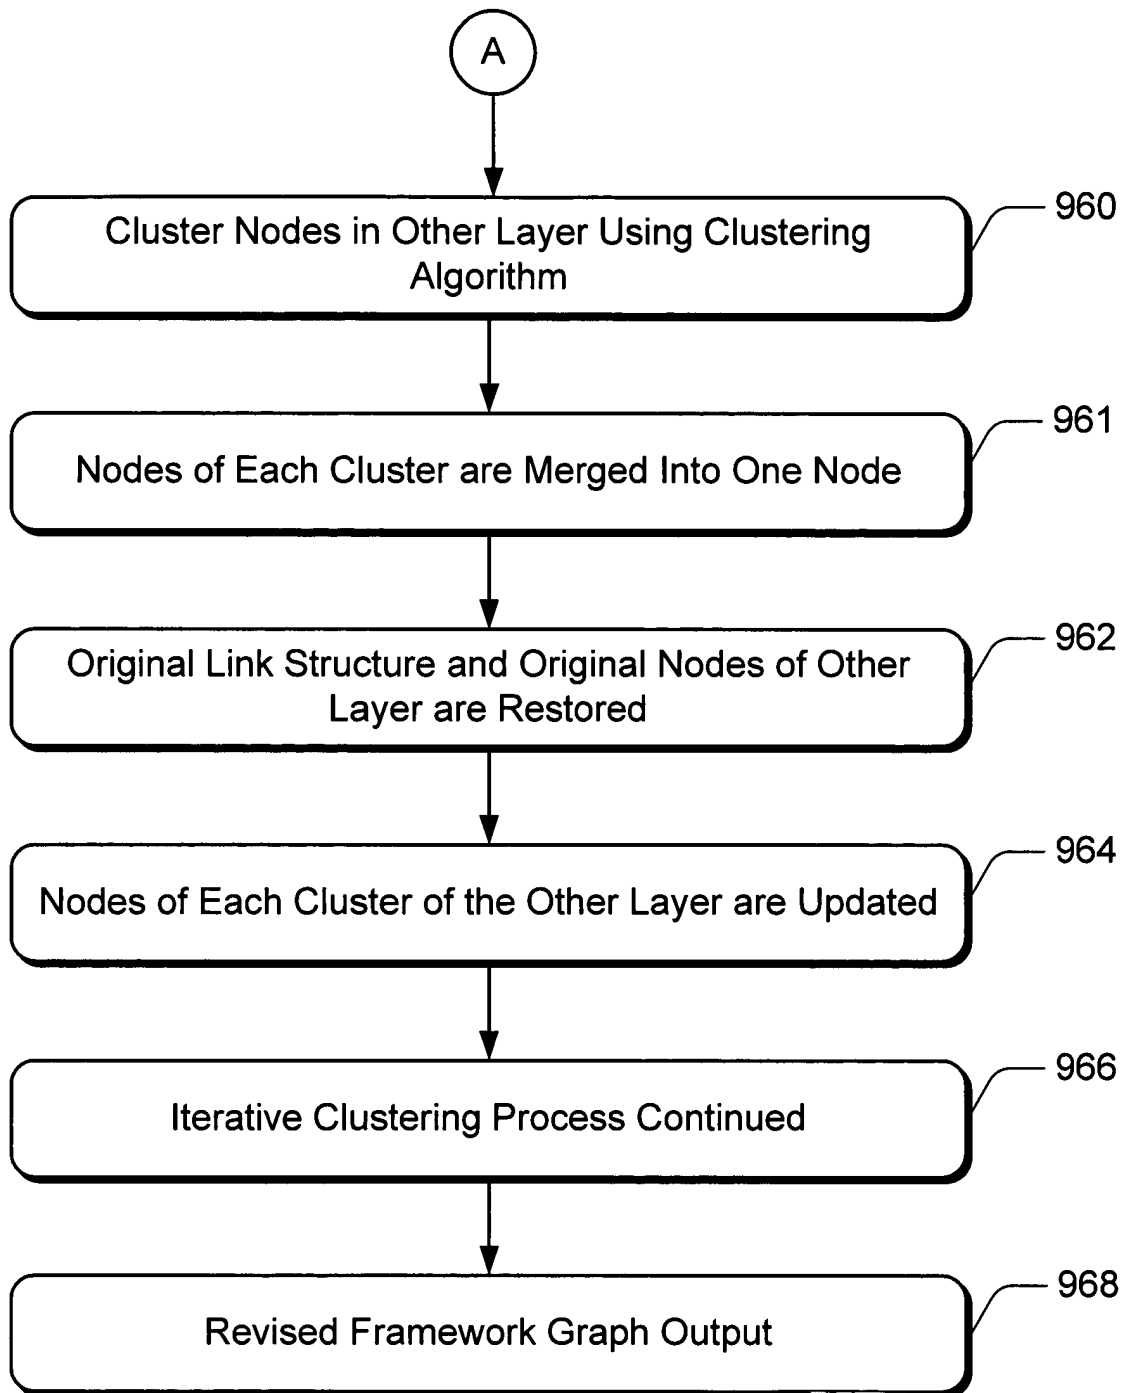 A
960
Cluster Nodes in Other Layer Using Clustering
Algorithm
961
Nodes of Each Cluster are Merged Into One Node
962
Original Link Structure and Original Nodes of Other
Layer are Restored
964
Nodes of Each Cluster of the Other Layer are Updated
966
Iterative Clustering Process Continued
968
Revised Framework Graph Output